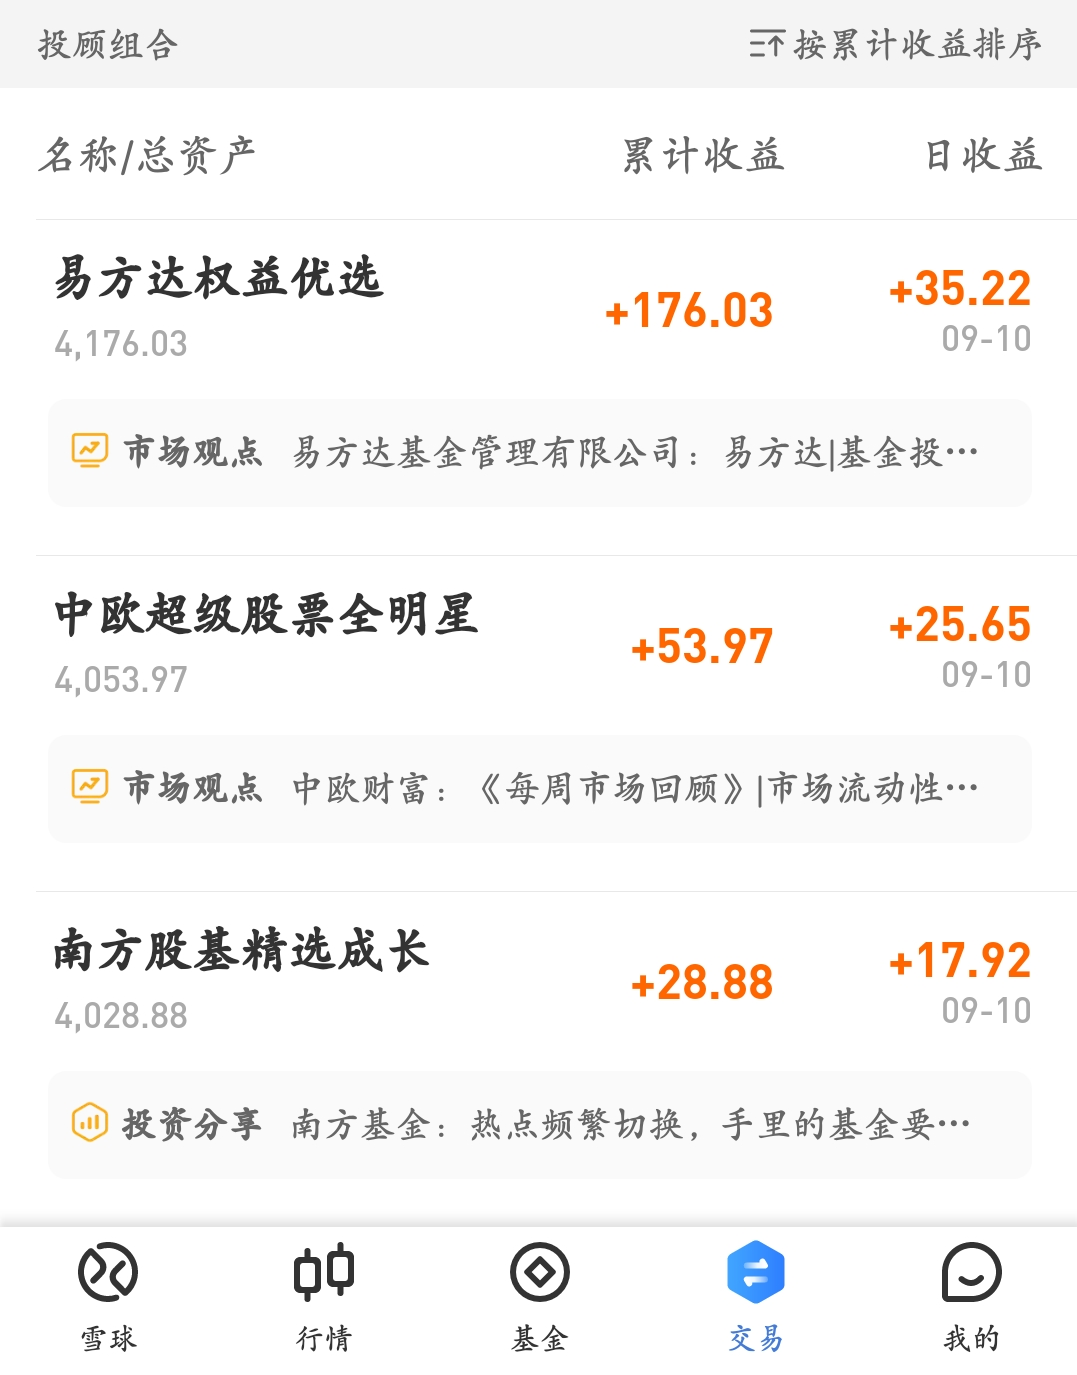 投顾组合 按累计收益排序
名称/总资产 累计收益 日收益
易方达权益优选
+176.03
+35.22
4,176.03
09-10
市场观点 易方达基金管理有限公司：易方达|基金投…
中欧超级股票全明星
+53.97
+25.65
4,053.97
09-10
市场观点 中欧财富：《每周市场回顾》|市场流动性…
南方股基精选成长
+28.88
+17.92
4,028.88
09-10
投资分享 南方基金：热点频繁切换，手里的基金要…
雪球 行情 基金 交易 我的